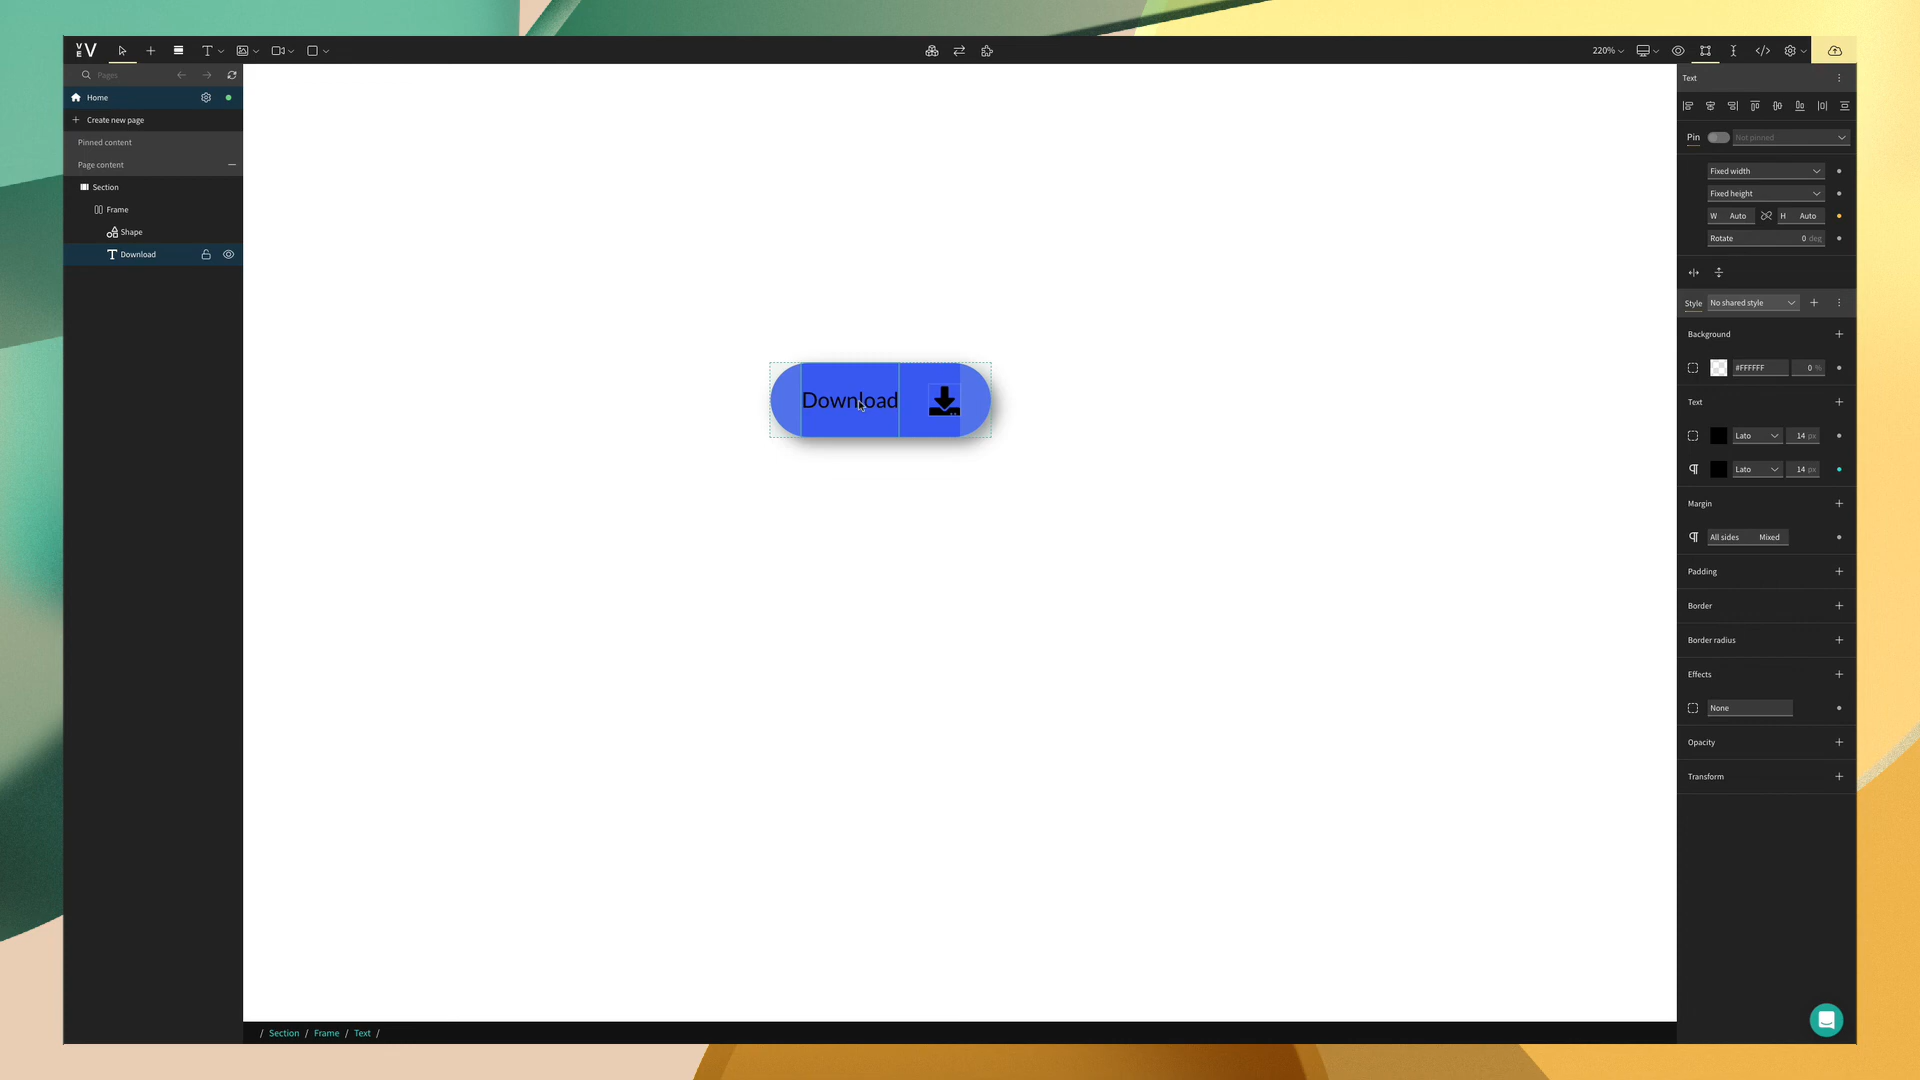 220%
Pages
Home
Create new page
Pinned content
Page content
Section
Frame
Shape
Download
Download
/ Section / Frame / Text /
Text
Pin Not pinned
Fixed width
Fixed height
W Auto H Auto
Rotate 0 deg
Style No shared style
Background
#FFFFFF 0 %
Text
Lato 14 px
Lato 14 px
Margin
All sides Mixed
Padding
Border
Border radius
Effects
None
Opacity
Transform